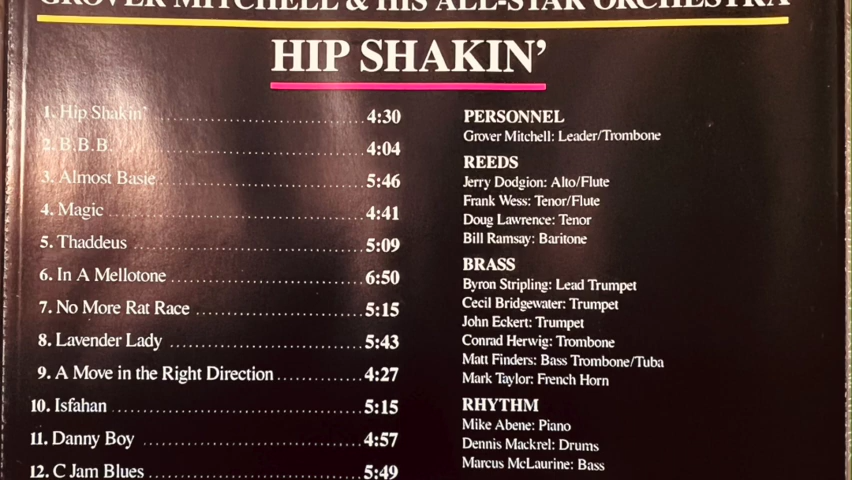 GROVER MITCHELL & HIS ALL-STAR ORCHESTRA
HIP SHAKIN'
1. Hip Shakin' 4:30
2. B.B.B. 4:04
3. Almost Basie 5:46
4. Magic 4:41
5. Thaddeus 5:09
6. In A Mellotone 6:50
7. No More Rat Race 5:15
8. Lavender Lady 5:43
9. A Move in the Right Direction 4:27
10. Isfahan 5:15
11. Danny Boy 4:57
12. C Jam Blues 5:49
PERSONNEL
Grover Mitchell: Leader/Trombone
REEDS
Jerry Dodgion: Alto/Flute
Frank Wess: Tenor/Flute
Doug Lawrence: Tenor
Bill Ramsay: Baritone
BRASS
Byron Stripling: Lead Trumpet
Cecil Bridgewater: Trumpet
John Eckert: Trumpet
Conrad Herwig: Trombone
Matt Finders: Bass Trombone/Tuba
Mark Taylor: French Horn
RHYTHM
Mike Abene: Piano
Dennis Mackrel: Drums
Marcus McLaurine: Bass